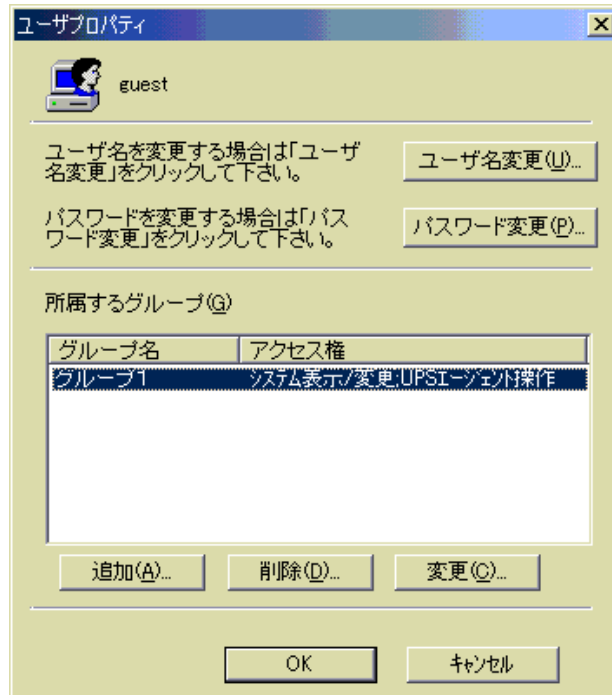 ユーザプロパティ
guest
ユーザ名を変更する場合は「ユーザ
名変更」をクリックして下さい。
ユーザ名変更(U)...
パスワードを変更する場合は「パス
ワード変更」をクリックして下さい。
パスワード変更(P)...
所属するグループ(G)
グループ名 アクセス権
グループ1 システム表示/変更;UPSエージェント操作
追加(A)... 削除(D)... 変更(C)...
OK キャンセル